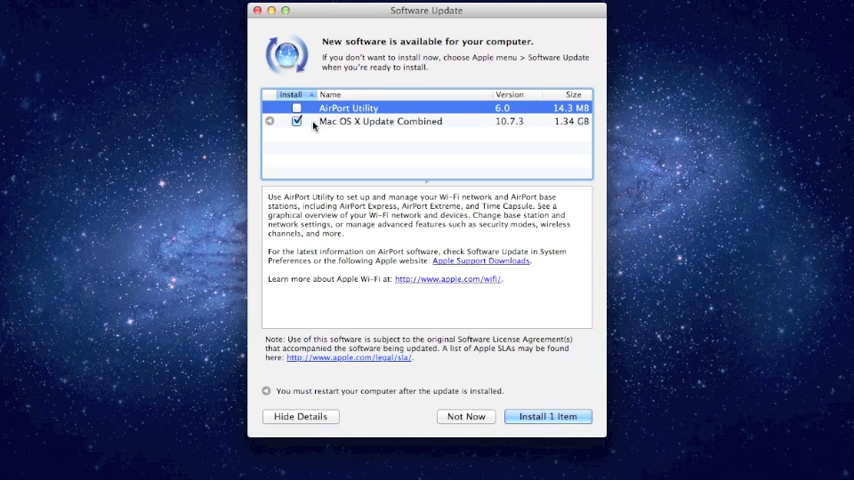 Software Update
New software is available for your computer.
If you don't want to install now, choose Apple menu > Software Update
when you're ready to install.
Install Name Version Size
AirPort Utility 6.0 14.3 MB
Mac OS X Update Combined 10.7.3 1.34 GB
Use AirPort Utility to set up and manage your Wi-Fi network and AirPort base
stations, including AirPort Express, AirPort Extreme, and Time Capsule. See a
graphical overview of your Wi-Fi network and devices. Change base station and
network settings, or manage advanced features such as security modes, wireless
channels, and more.
For the latest information on AirPort software, check Software Update in System
Preferences or the following Apple website: Apple Support Downloads.
Learn more about Apple Wi-Fi at: http://www.apple.com/wifi/.
Note: Use of this software is subject to the original Software License Agreement(s)
that accompanied the software being updated. A list of Apple SLAs may be found
here: http://www.apple.com/legal/sla/.
You must restart your computer after the update is installed.
Hide Details Not Now Install 1 Item